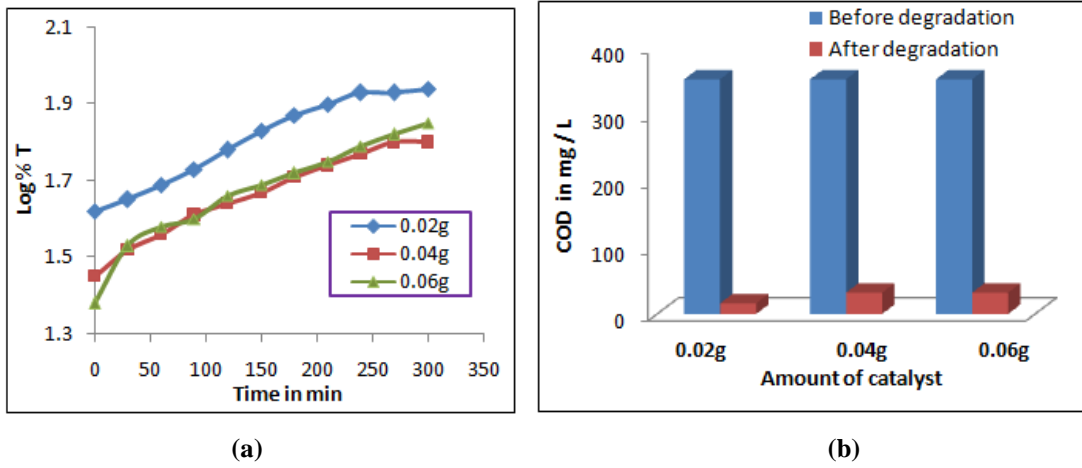 2.1
1.9
1.7
1.5
1.3
Log % T
0.02g
0.04g
0.06g
0 50 100 150 200 250 300 350
Time in min
(a)
Before degradation
After degradation
400
300
200
100
0
COD in mg / L
0.02g 0.04g 0.06g
Amount of catalyst
(b)